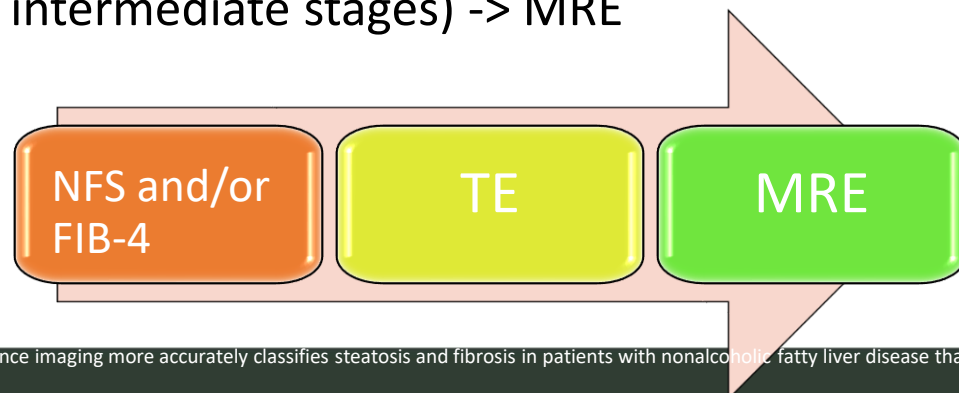 intermediate stages) -> MRE
NFS and/or
FIB-4
TE
MRE
nce imaging more accurately classifies steatosis and fibrosis in patients with nonalcoholic fatty liver disease tha